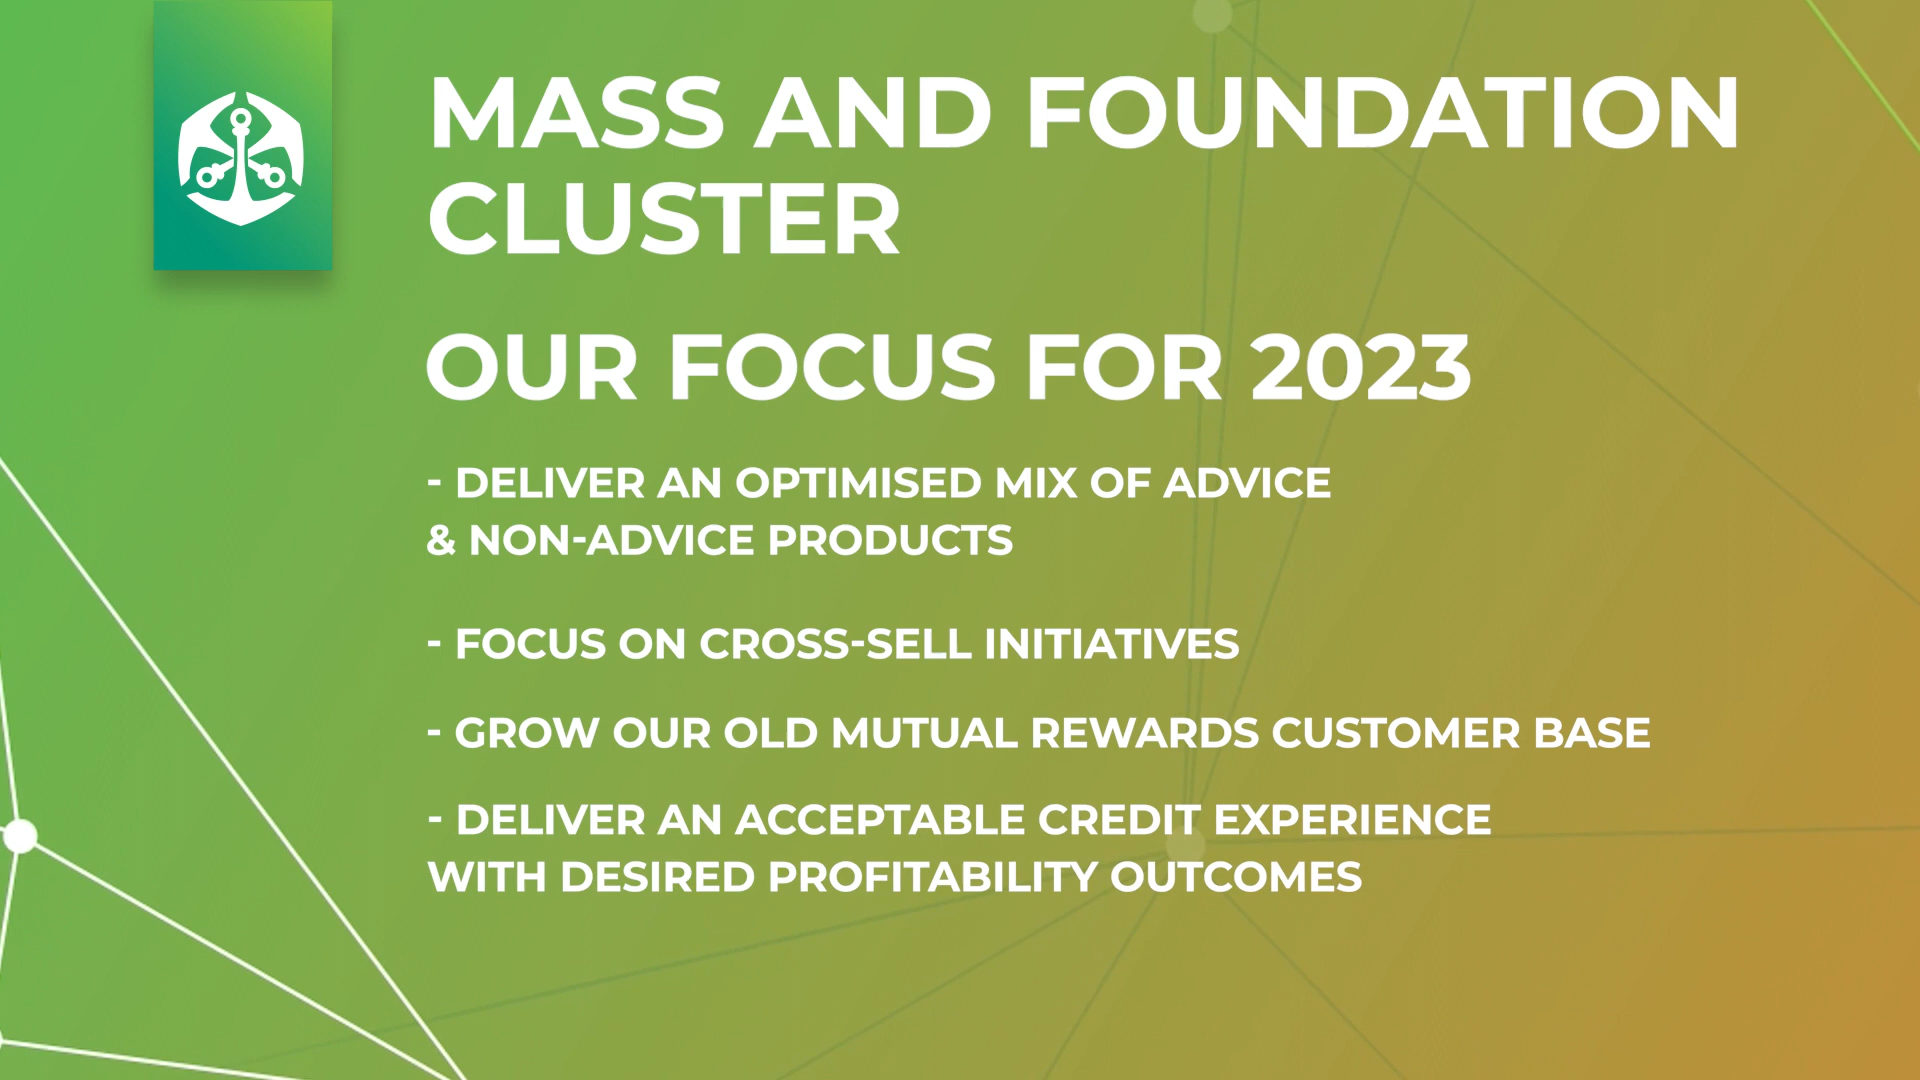 MASS AND FOUNDATION
CLUSTER
OUR FOCUS FOR 2023
- DELIVER AN OPTIMISED MIX OF ADVICE
& NON-ADVICE PRODUCTS
- FOCUS ON CROSS-SELL INITIATIVES
- GROW OUR OLD MUTUAL REWARDS CUSTOMER BASE
- DELIVER AN ACCEPTABLE CREDIT EXPERIENCE
WITH DESIRED PROFITABILITY OUTCOMES